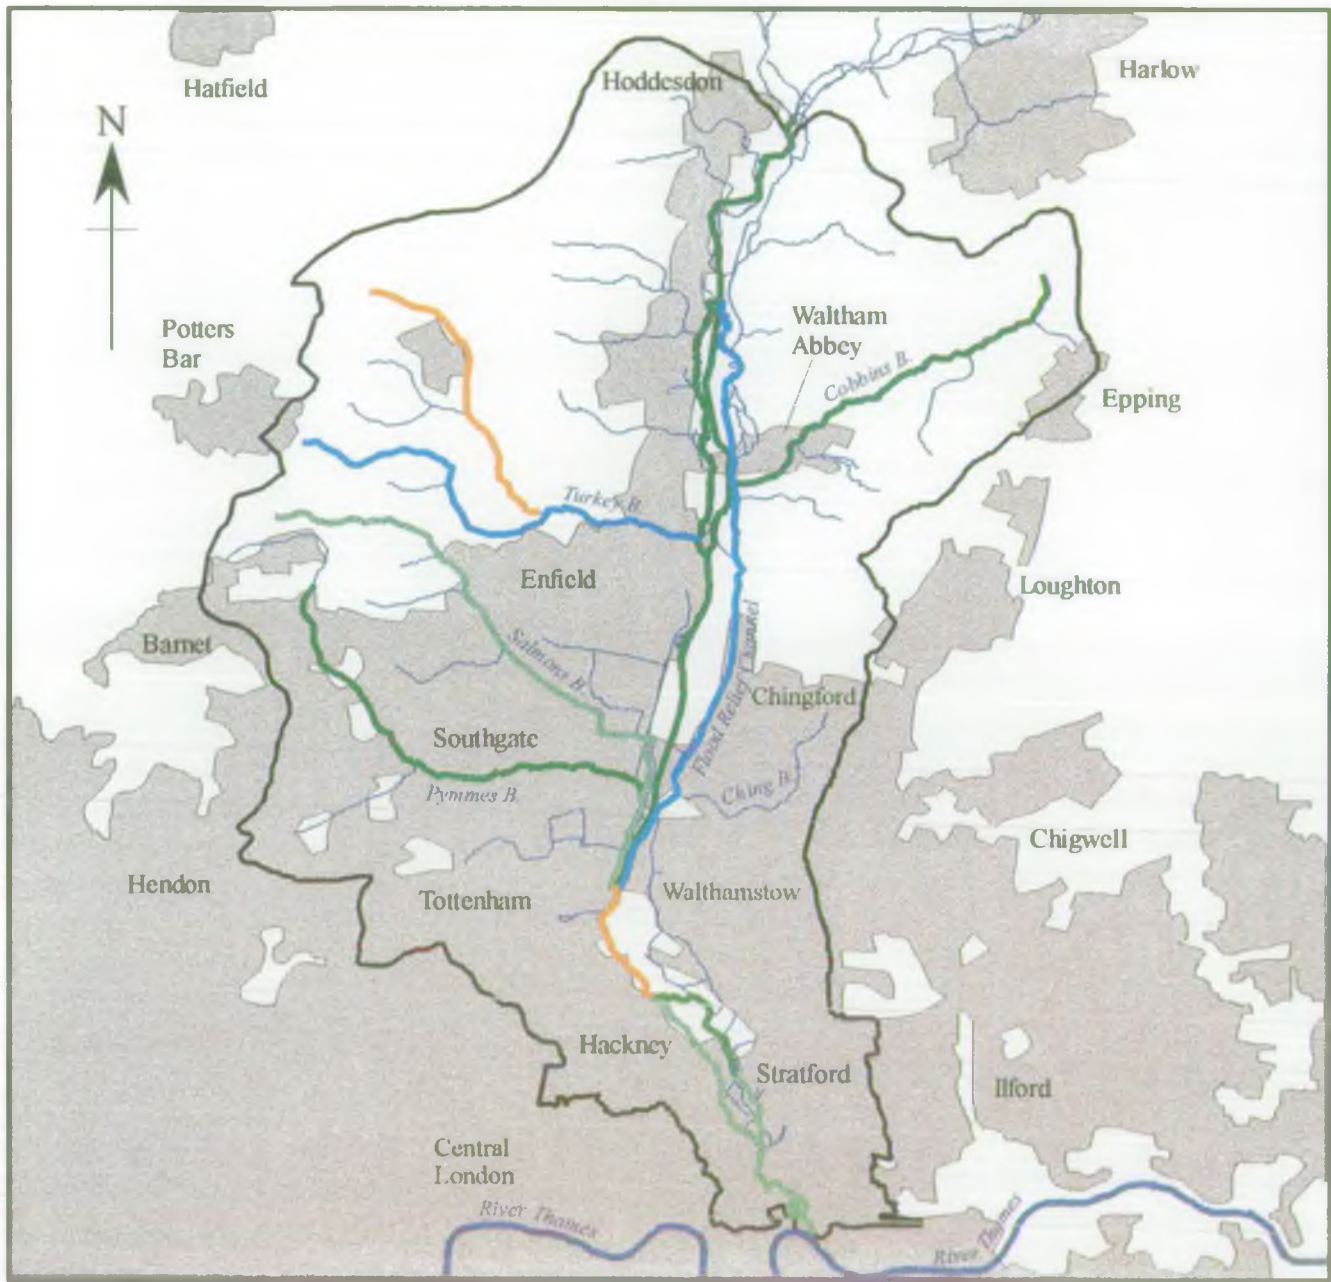 Hatfield
Hoddesdon
Harlow
N
Potters
Bar
Waltham
Abbey
Cobbins B.
Epping
Turkey B.
Enfield
Loughton
Barnet
Salmons B.
Flood Relief Channel
Chingford
Southgate
Pymmes B.
Ching B.
Chigwell
Hendon
Tottenham
Walthamstow
Hackney
Stratford
Ilford
Central
London
River Thames
River Thames